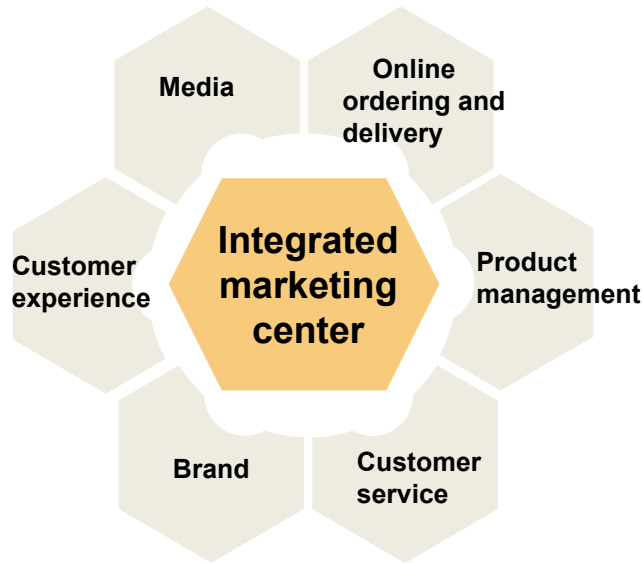 Media
Online
ordering and
delivery
Integrated
marketing
center
Customer
experience
Product
management
Brand
Customer
service